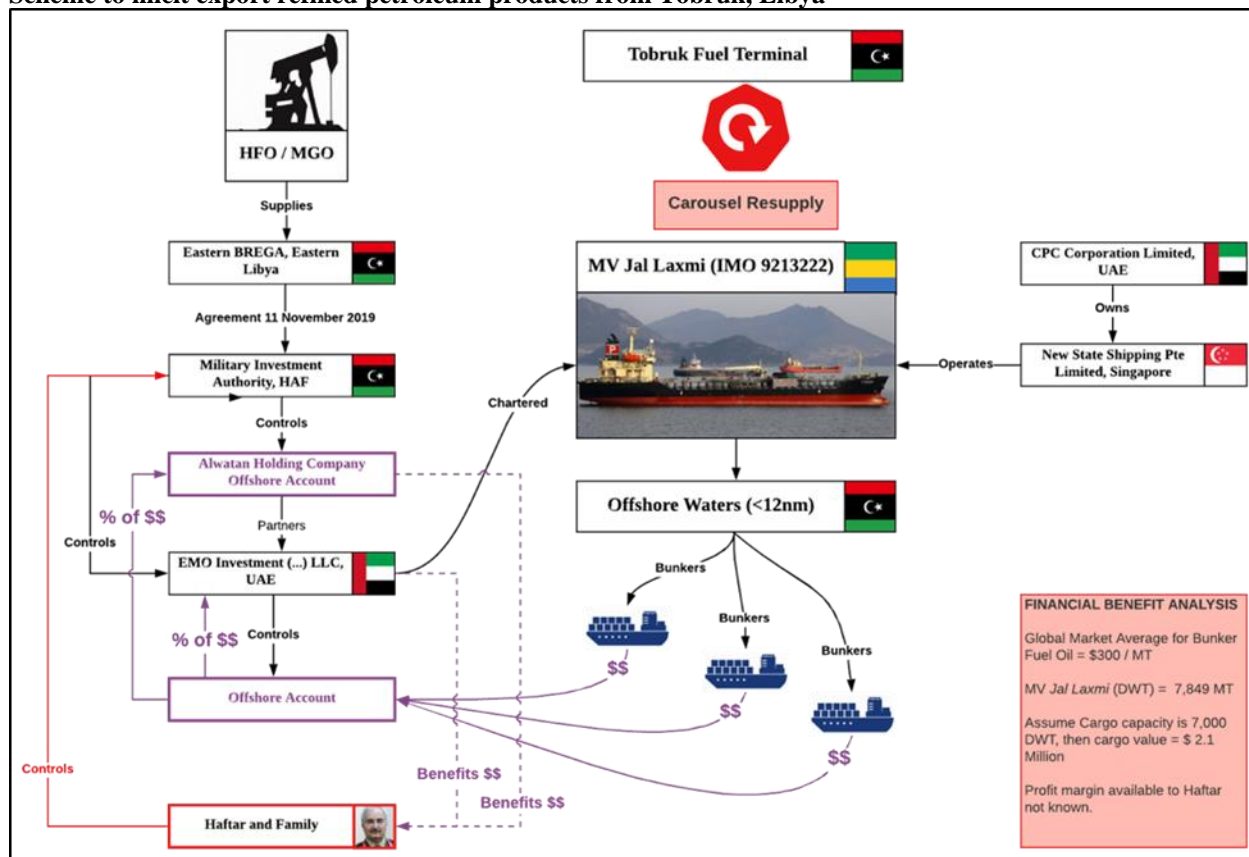 Scheme to illicit export refined petroleum products from Tobruk, Libya
Tobruk Fuel Terminal
HFO / MGO
Carousel Resupply
Supplies
Eastern BREGA, Eastern
Libya
MV Jal Laxmi (IMO 9213222)
CPC Corporation Limited,
UAE
Owns
Agreement 11 November 2019
Military Investment
Authority, HAF
New State Shipping Pte
Limited, Singapore
Operates
Chartered
Controls
Alwatan Holding Company
Offshore Account
Offshore Waters (<12nm)
% of $$
Partners
Controls
EMO Investment (...) LLC,
UAE
Bunkers
Bunkers
Bunkers
% of $$
Controls
Offshore Account
$$
$$
$$
Controls
Benefits $$
Benefits $$
Haftar and Family
FINANCIAL BENEFIT ANALYSIS
Global Market Average for Bunker
Fuel Oil = $300 / MT
MV Jal Laxmi (DWT) = 7,849 MT
Assume Cargo capacity is 7,000
DWT, then cargo value = $ 2.1
Million
Profit margin available to Haftar
not known.